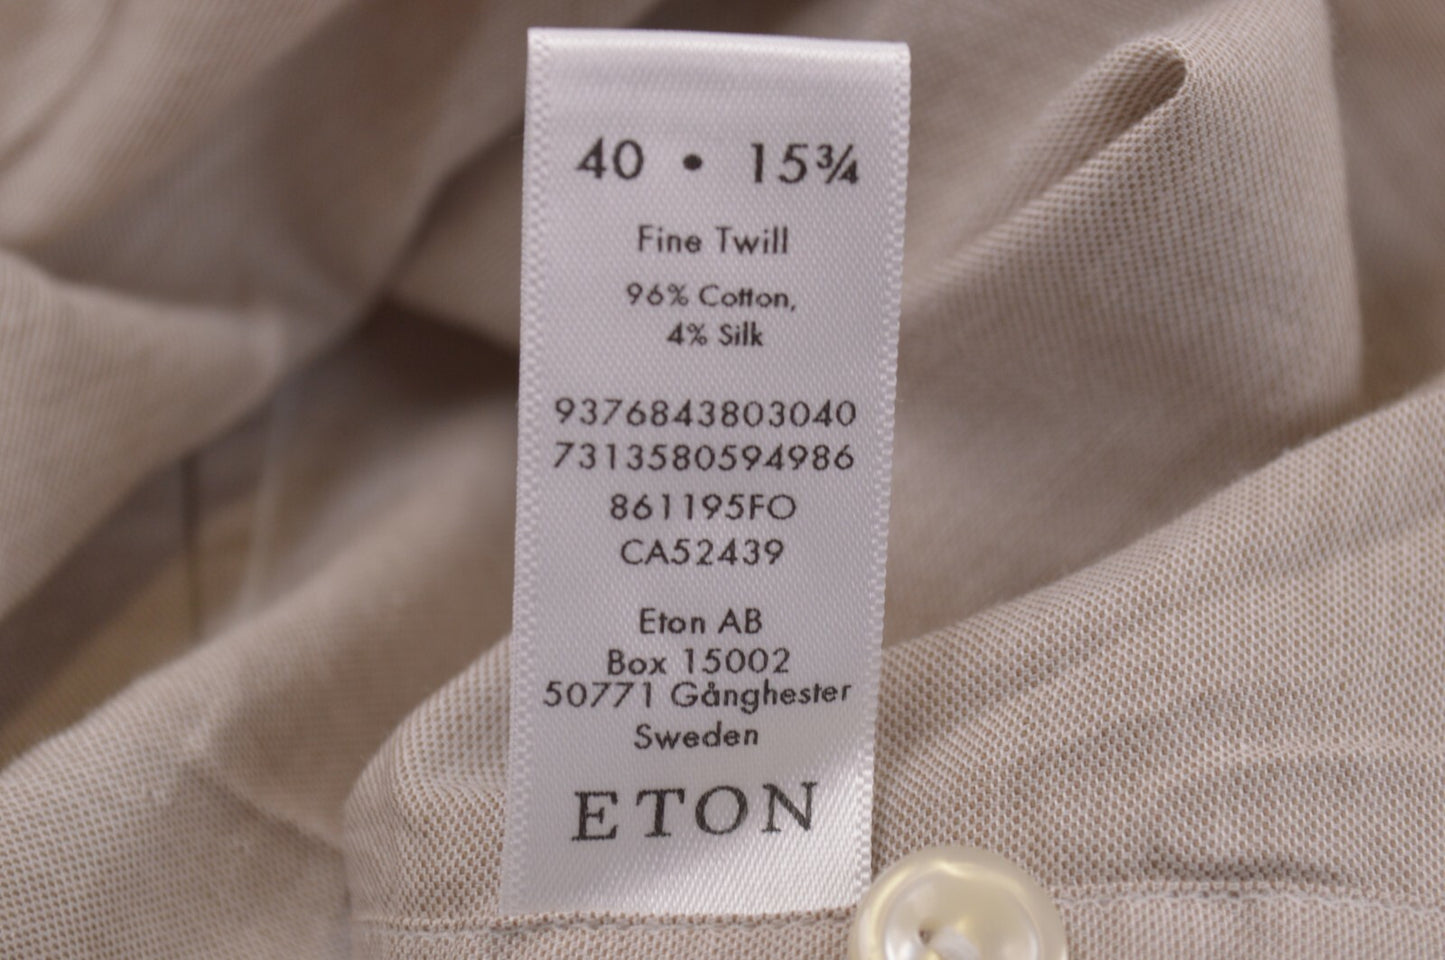 40 • 15¾
Fine Twill
96% Cotton,
4% Silk
9376843803040
7313580594986
861195FO
CA52439
Eton AB
Box 15002
50771 Gånghester
Sweden
ETON